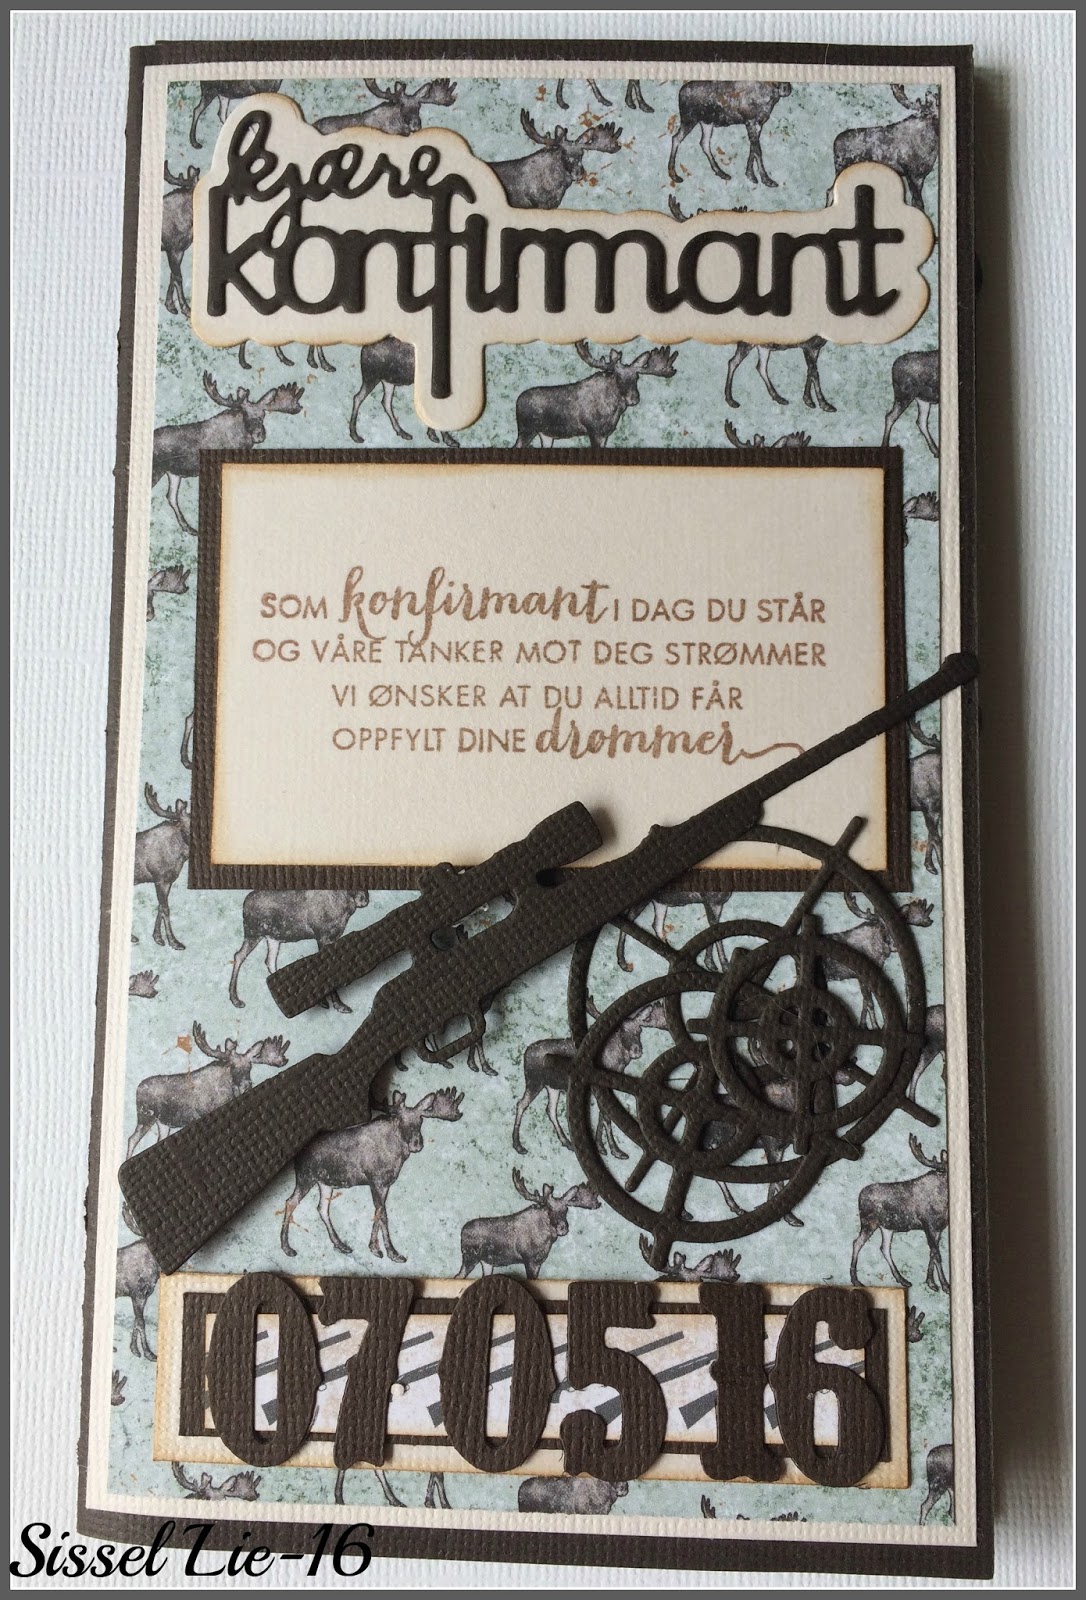 kjære
konfirmant
SOM konfirmant I DAG DU STÅR
OG VÅRE TANKER MOT DEG STRØMMER
VI ØNSKER AT DU ALLTID FÅR
OPPFYLT DINE drømmer
070516
Sissel Lie-16